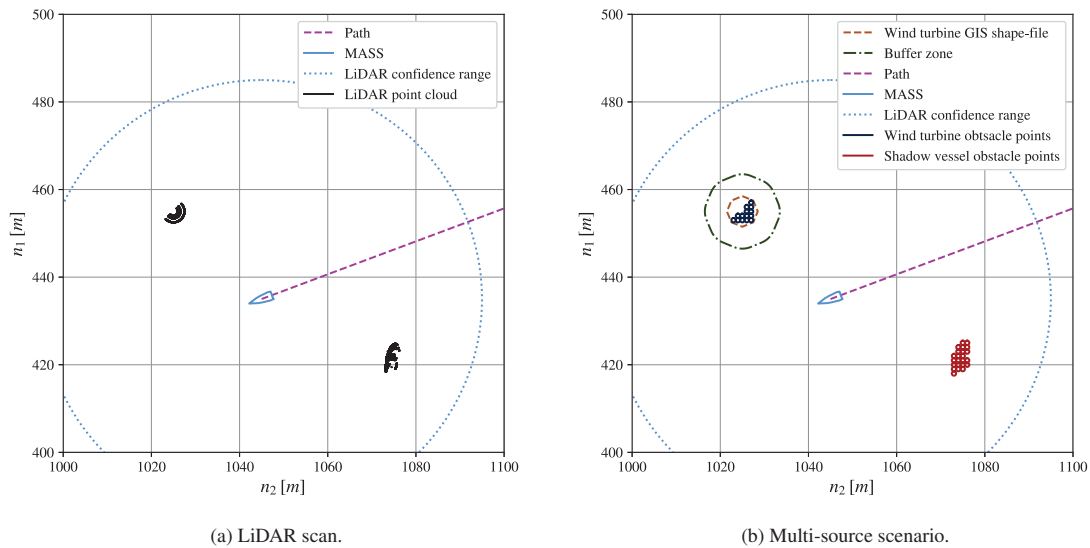 500
480
460
440
420
400
1000
1020
1040
1060
1080
1100
n₁ [m]
n₂ [m]
Path
MASS
LiDAR confidence range
LiDAR point cloud
(a) LiDAR scan.
500
480
460
440
420
400
1000
1020
1040
1060
1080
1100
n₁ [m]
n₂ [m]
Wind turbine GIS shape-file
Buffer zone
Path
MASS
LiDAR confidence range
Wind turbine obtsacle points
Shadow vessel obstacle points
(b) Multi-source scenario.